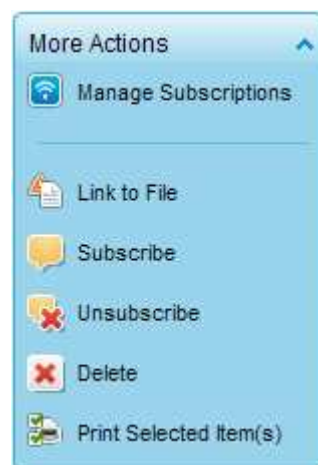 More Actions
Manage Subscriptions
Link to File
Subscribe
Unsubscribe
Delete
Print Selected Item(s)